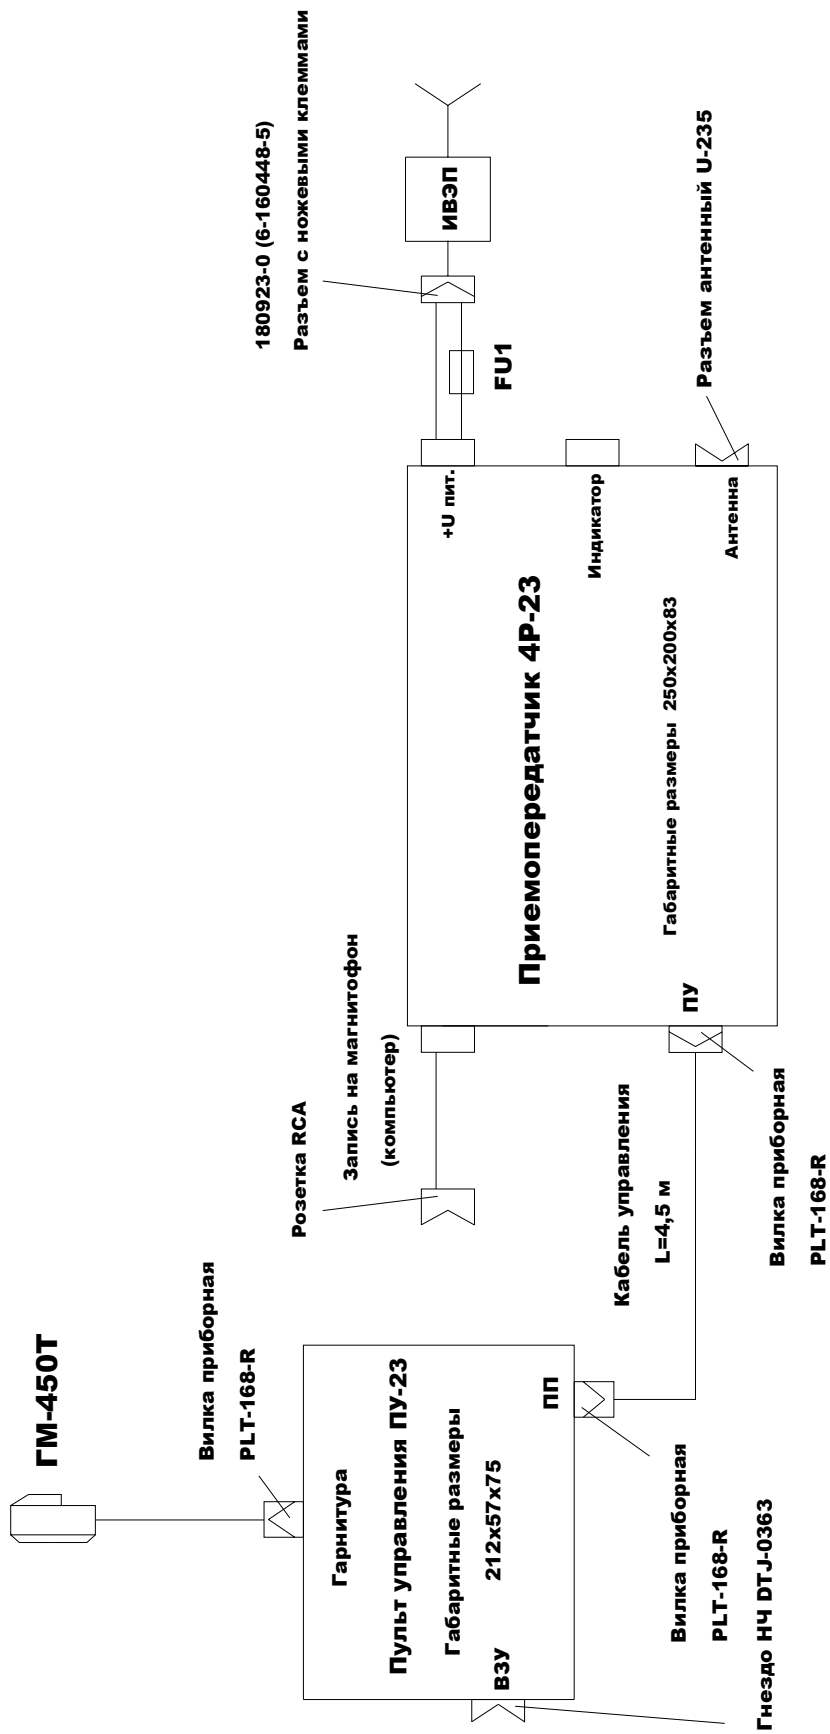 ГМ-450Т
Вилка приборная
PLT-168-R
Гарнитура
Пульт управления ПУ-23
Габаритные размеры
212х57х75
ВЗУ
ПП
Вилка приборная
PLT-168-R
Гнездо НЧ DTJ-0363
Розетка RCA
Запись на магнитофон
(компьютер)
Кабель управления
L=4,5 м
Вилка приборная
PLT-168-R
ПУ
Приемопередатчик 4Р-23
Габаритные размеры 250х200х83
+U пит.
Индикатор
Антенна
180923-0 (6-160448-5)
Разъем с ножевыми клеммами
FU1
ИВЭП
Разъем антенный U-235